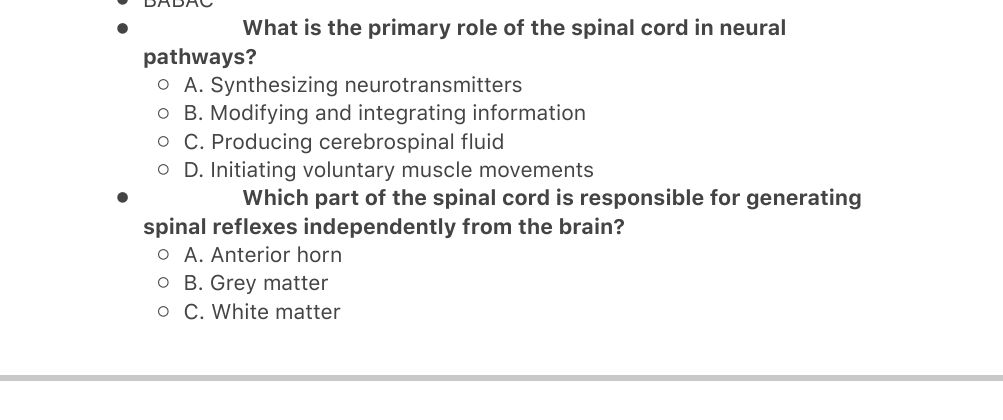 BABAC
What is the primary role of the spinal cord in neural
pathways?
A. Synthesizing neurotransmitters
B. Modifying and integrating information
C. Producing cerebrospinal fluid
D. Initiating voluntary muscle movements
Which part of the spinal cord is responsible for generating
spinal reflexes independently from the brain?
A. Anterior horn
B. Grey matter
C. White matter